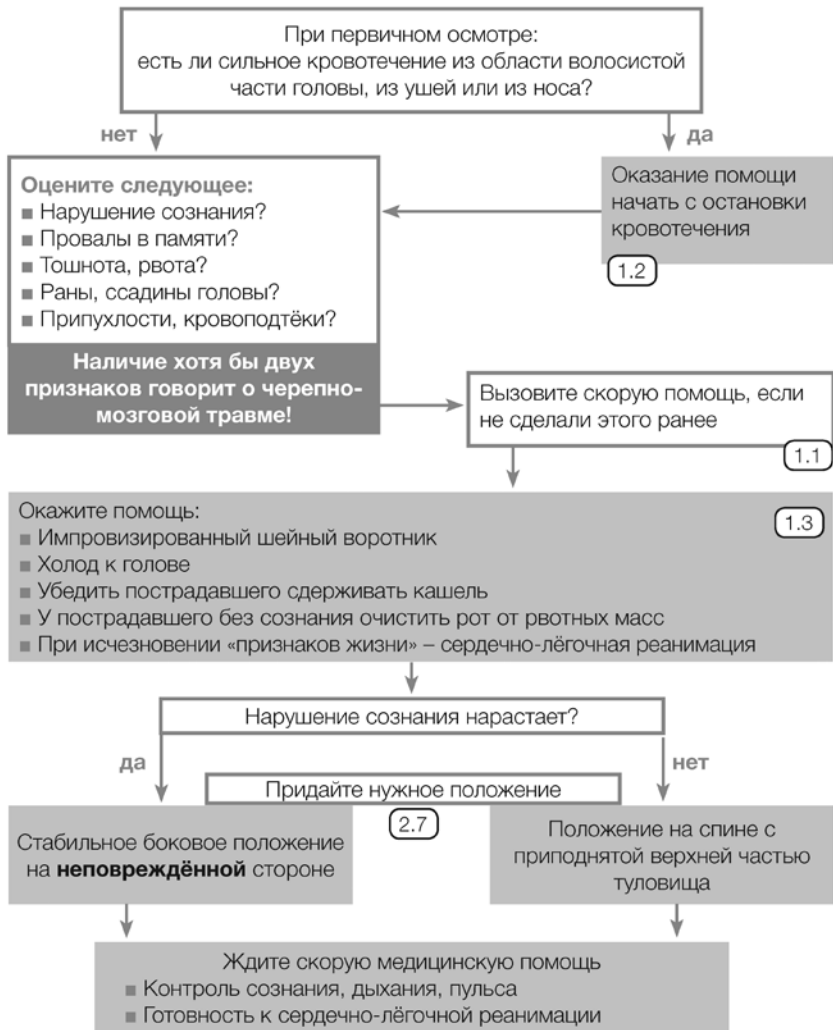 При первичном осмотре:
есть ли сильное кровотечение из области волосистой
части головы, из ушей или из носа?
нет
да
Оцените следующее:
■ Нарушение сознания?
■ Провалы в памяти?
■ Тошнота, рвота?
■ Раны, ссадины головы?
■ Припухлости, кровоподтёки?
Наличие хотя бы двух
признаков говорит о черепно-
мозговой травме!
Оказание помощи
начать с остановки
кровотечения
1.2
Вызовите скорую помощь, если
не сделали этого ранее
1.1
Окажите помощь:
1.3
■ Импровизированный шейный воротник
■ Холод к голове
■ Убедить пострадавшего сдерживать кашель
■ У пострадавшего без сознания очистить рот от рвотных масс
■ При исчезновении «признаков жизни» – сердечно-лёгочная реанимация
Нарушение сознания нарастает?
да
нет
Придайте нужное положение
2.7
Стабильное боковое положение
на неповреждённой стороне
Положение на спине с
приподнятой верхней частью
туловища
Ждите скорую медицинскую помощь
■ Контроль сознания, дыхания, пульса
■ Готовность к сердечно-лёгочной реанимации